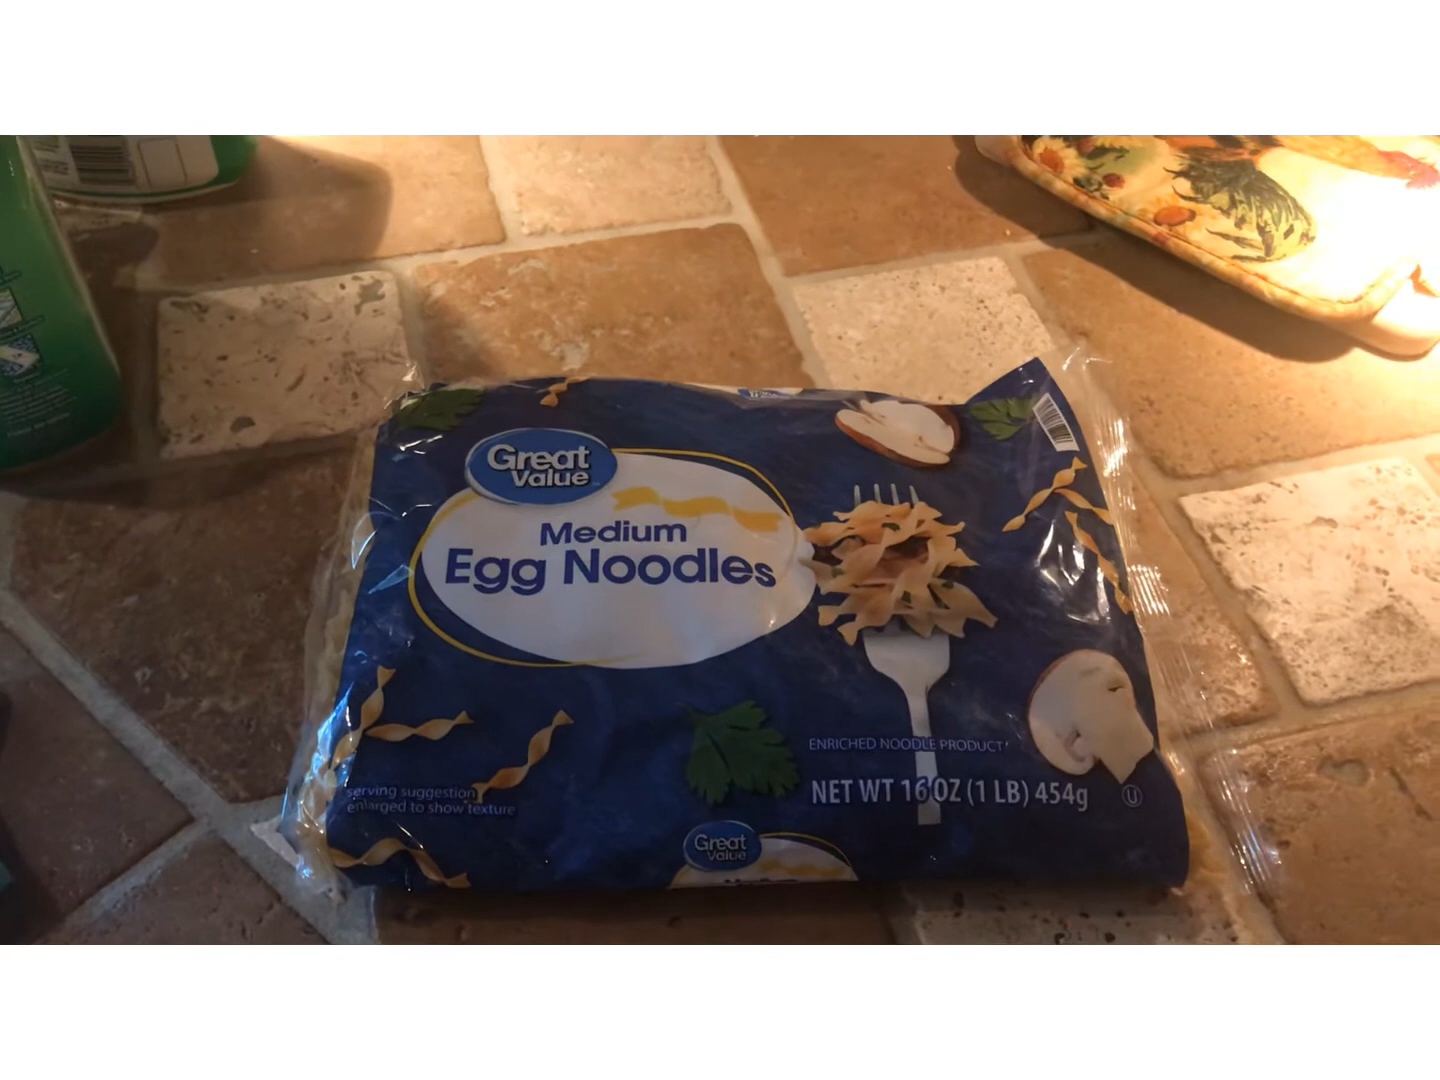 Great
Value
Medium
Egg Noodles
ENRICHED NOODLE PRODUCT
NET WT 16 OZ (1 LB) 454g
U
serving suggestion
enlarged to show texture
Great
Value